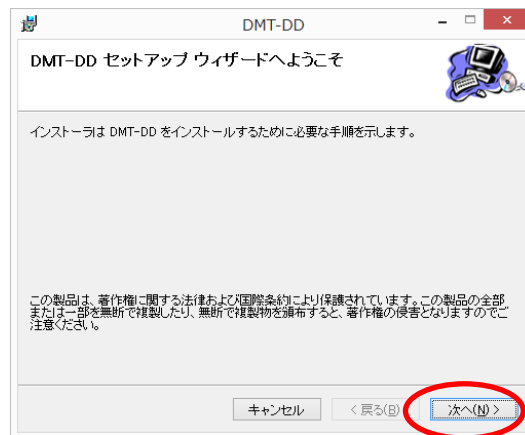 DMT-DD
DMT-DD セットアップ ウィザードへようこそ
インストーラは DMT-DD をインストールするために必要な手順を示します。
この製品は、著作権に関する法律および国際条約により保護されています。この製品の全部
または一部を無断で複製したり、無断で複製物を頒布すると、著作権の侵害となりますのでご
注意ください。
キャンセル
< 戻る(B)
次へ(N) >